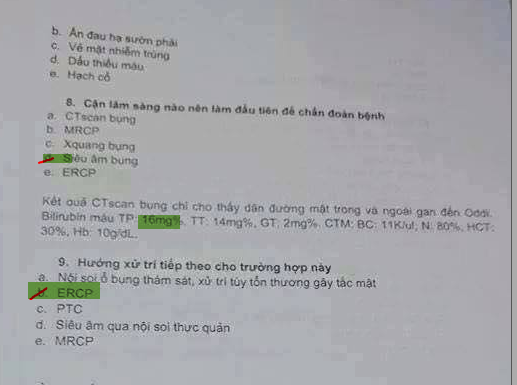 b. Ấn đau hạ sườn phải
c. Vẻ mặt nhiễm trùng
d. Dấu thiếu máu
e. Hạch cổ
8. Cận lâm sàng nào nên làm đầu tiên để chẩn đoán bệnh
a. CTscan bụng
b. MRCP
c. Xquang bụng
d. Siêu âm bụng
e. ERCP
Kết quả CTscan bụng chỉ cho thấy dãn đường mật trong và ngoài gan đến Oddi.
Bilirubin máu TP: 16mg%, TT: 14mg%, GT: 2mg%. CTM: BC: 11K/ul; N: 80%, HCT:
30%, Hb: 10g/dL.
9. Hướng xử trí tiếp theo cho trường hợp này
a. Nội soi ổ bụng thám sát, xử trí tùy tổn thương gây tắc mật
b. ERCP
c. PTC
d. Siêu âm qua nội soi thực quản
e. MRCP